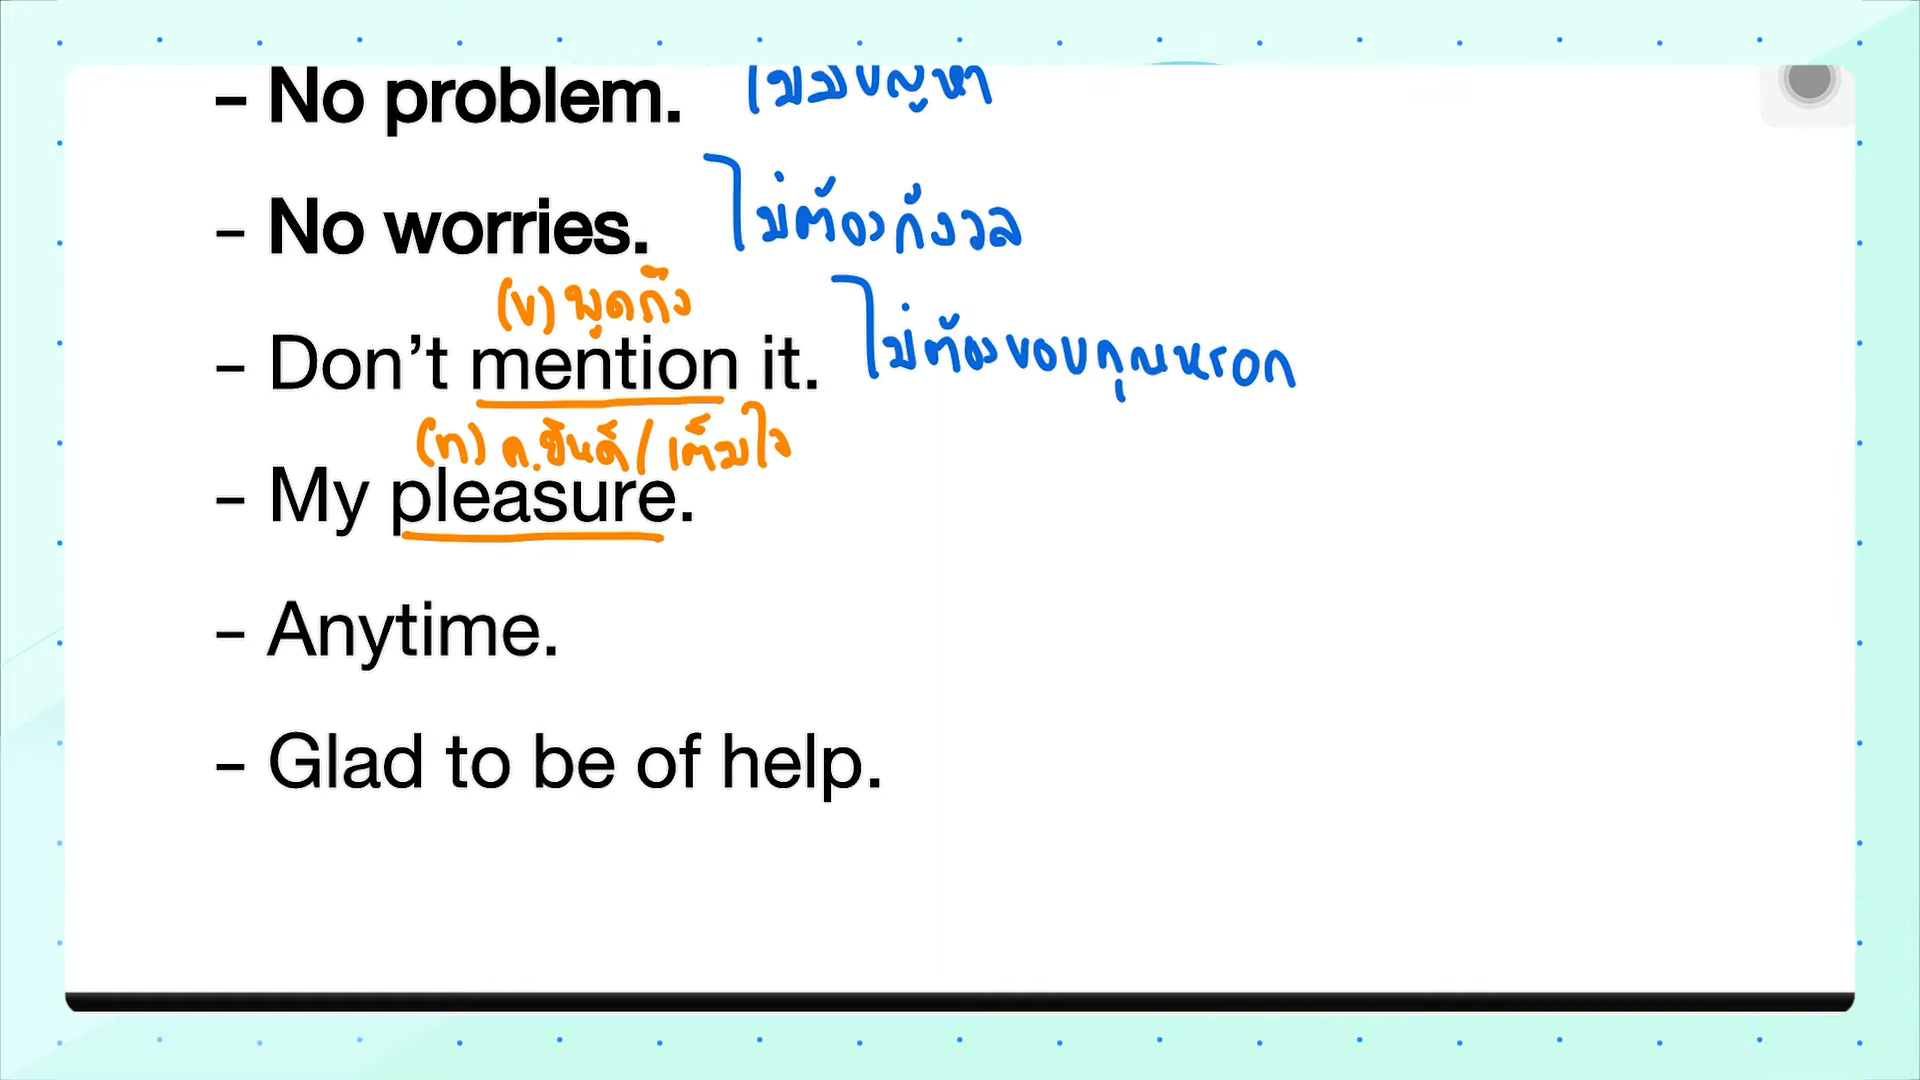 – No problem. ไม่มีปัญหา
– No worries. ไม่ต้องกังวล
(v) พูดถึง
– Don’t mention it. ไม่ต้องขอบคุณหรอก
(n) ค.ยินดี / เต็มใจ
– My pleasure.
– Anytime.
– Glad to be of help.